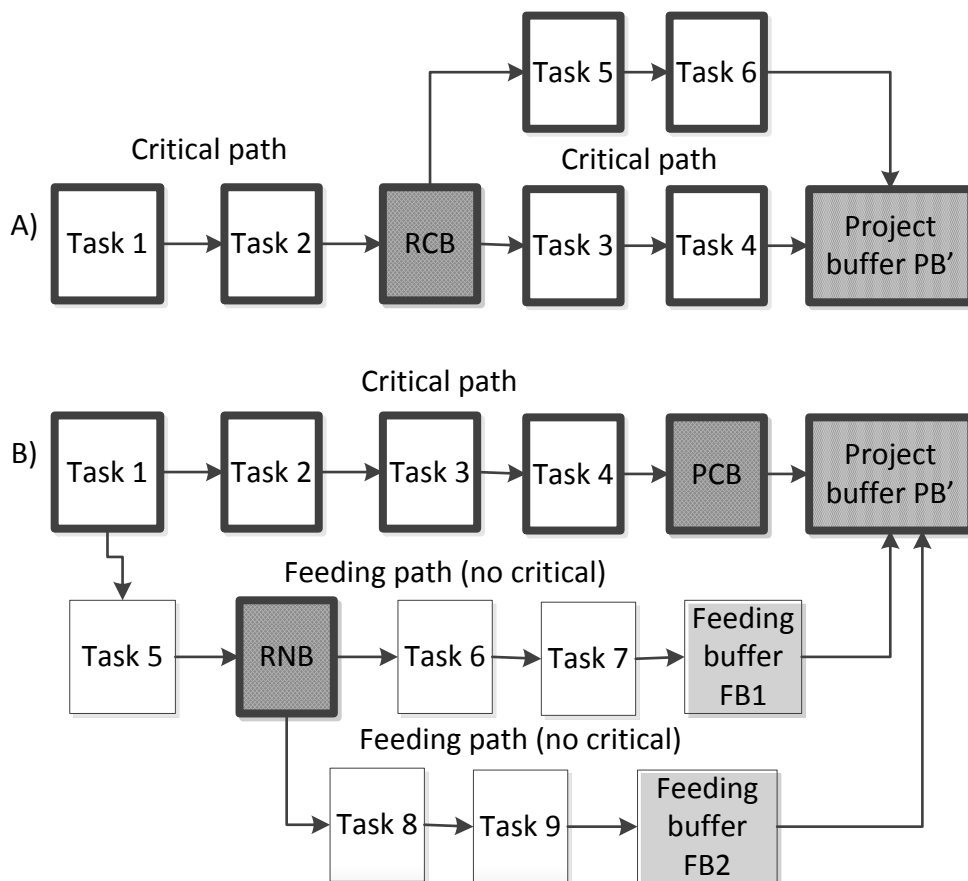 Task 5
Task 6
Critical path
Critical path
A)
Task 1
Task 2
RCB
Task 3
Task 4
Project
buffer PB’
Critical path
B)
Task 1
Task 2
Task 3
Task 4
PCB
Project
buffer PB’
Feeding path (no critical)
Task 5
RNB
Task 6
Task 7
Feeding
buffer
FB1
Feeding path (no critical)
Task 8
Task 9
Feeding
buffer
FB2